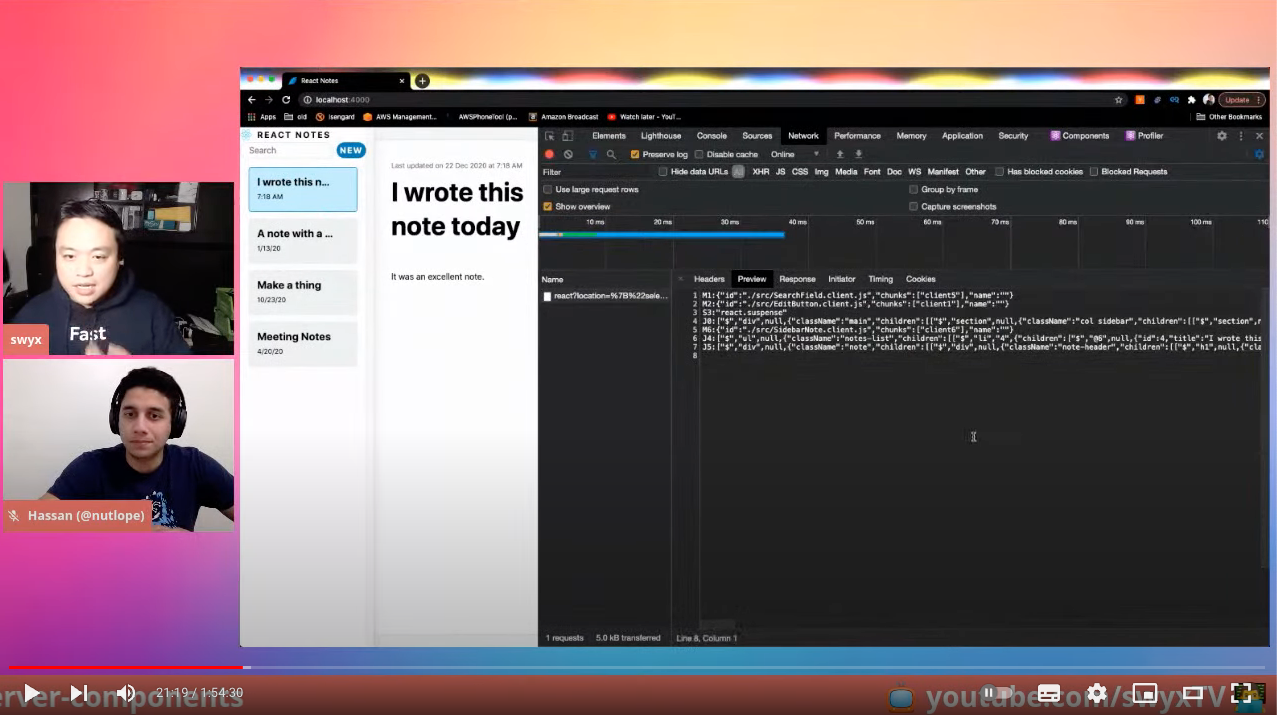 React Notes
localhost:4000
Update
Apps
old
isengard
AWS Management...
AWSPhoneTool (p...
Amazon Broadcast
Watch later - YouT...
Other Bookmarks
REACT NOTES
Search
NEW
I wrote this n...
7:18 AM
A note with a ...
1/13/20
Make a thing
10/23/20
Meeting Notes
4/20/20
Last updated on 22 Dec 2020 at 7:18 AM
I wrote this
note today
It was an excellent note.
Elements Lighthouse Console Sources Network Performance Memory Application Security Components Profiler
Preserve log Disable cache Online
Filter
Hide data URLs All XHR JS CSS Img Media Font Doc WS Manifest Other Has blocked cookies Blocked Requests
Use large request rows
Group by frame
Show overview
Capture screenshots
10 ms 20 ms 30 ms 40 ms 50 ms 60 ms 70 ms 80 ms 90 ms 100 ms 110
Name
Headers Preview Response Initiator Timing Cookies
react?location=%7B%22sele...
1 M1:{"id":"./src/SearchField.client.js","chunks":["client5"],"name":""}
2 M2:{"id":"./src/EditButton.client.js","chunks":["client1"],"name":""}
3 S3:"react.suspense"
4 J0:["$","div",null,{"className":"main","children":[["$","section",null,{"className":"col sidebar","children":[["$","section",n
5 M6:{"id":"./src/SidebarNote.client.js","chunks":["client6"],"name":""}
6 J4:["$","ul",null,{"className":"notes-list","children":[["$","li","4",{"children":["$","@6",null,{"id":4,"title":"I wrote this
7 J5:["$","div",null,{"className":"note","children":[["$","div",null,{"className":"note-header","children":[["$","h1",null,{"cla
8
1 requests 5.0 kB transferred
Line 8, Column 1
Fast
swyx
Hassan (@nutlope)
21:19 / 1:54:30
erver-components
youtube.com/swyxTV